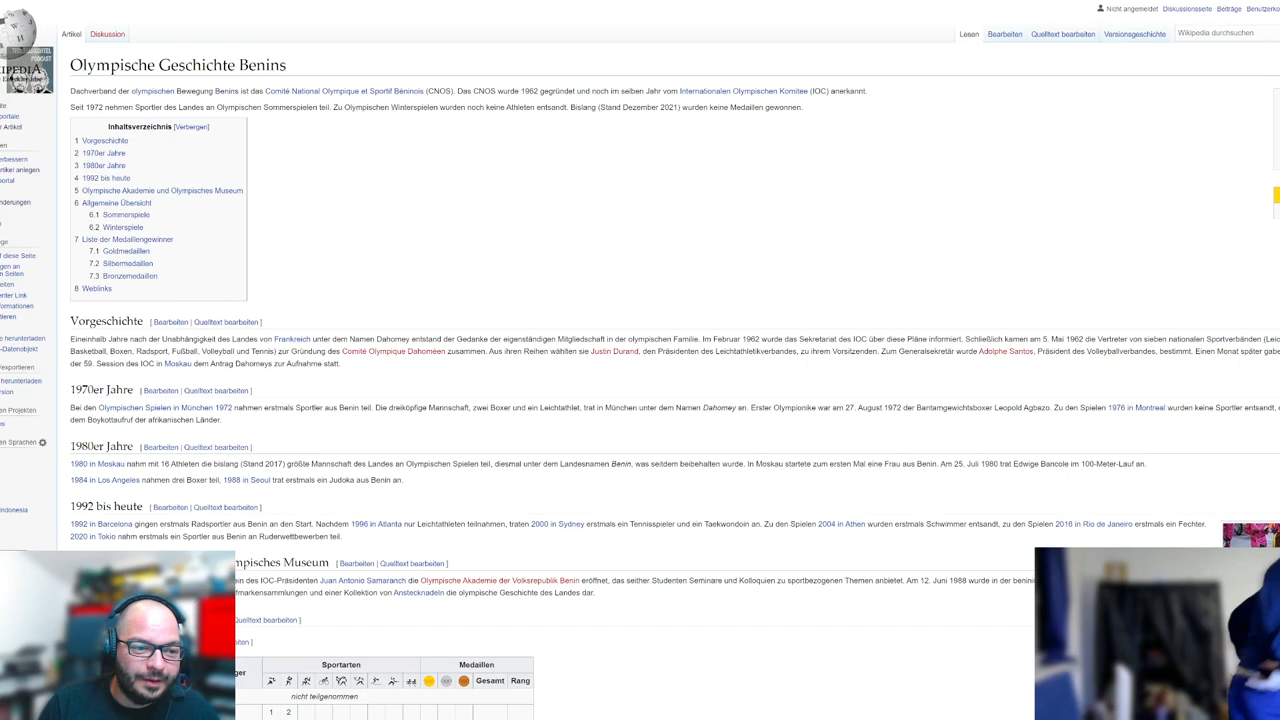 Nicht angemeldet Diskussionsseite Beiträge Benutzerko
Artikel Diskussion Lesen Bearbeiten Quelltext bearbeiten Versionsgeschichte Wikipedia durchsuchen
Olympische Geschichte Benins
Dachverband der olympischen Bewegung Benins ist das Comité National Olympique et Sportif Béninois (CNOS). Das CNOS wurde 1962 gegründet und noch im selben Jahr vom Internationalen Olympischen Komitee (IOC) anerkannt.
Seit 1972 nehmen Sportler des Landes an Olympischen Sommerspielen teil. Zu Olympischen Winterspielen wurden noch keine Athleten entsandt. Bislang (Stand Dezember 2021) wurden keine Medaillen gewonnen.
Inhaltsverzeichnis [Verbergen]
1 Vorgeschichte
2 1970er Jahre
3 1980er Jahre
4 1992 bis heute
5 Olympische Akademie und Olympisches Museum
6 Allgemeine Übersicht
6.1 Sommerspiele
6.2 Winterspiele
7 Liste der Medaillengewinner
7.1 Goldmedaillen
7.2 Silbermedaillen
7.3 Bronzemedaillen
8 Weblinks
Vorgeschichte [ Bearbeiten | Quelltext bearbeiten ]
Eineinhalb Jahre nach der Unabhängigkeit des Landes von Frankreich unter dem Namen Dahomey entstand der Gedanke der eigenständigen Mitgliedschaft in der olympischen Familie. Im Februar 1962 wurde das Sekretariat des IOC über diese Pläne informiert. Schließlich kamen am 5. Mai 1962 die Vertreter von sieben nationalen Sportverbänden (Leic
Basketball, Boxen, Radsport, Fußball, Volleyball und Tennis) zur Gründung des Comité Olympique Dahoméen zusammen. Aus ihren Reihen wählten sie Justin Durand, den Präsidenten des Leichtathletikverbandes, zu ihrem Vorsitzenden. Zum Generalsekretär wurde Adolphe Santos, Präsident des Volleyballverbandes, bestimmt. Einen Monat später gabe
der 59. Session des IOC in Moskau dem Antrag Dahomeys zur Aufnahme statt.
1970er Jahre [ Bearbeiten | Quelltext bearbeiten ]
Bei den Olympischen Spielen in München 1972 nahmen erstmals Sportler aus Benin teil. Die dreiköpfige Mannschaft, zwei Boxer und ein Leichtathlet, trat in München unter dem Namen Dahomey an. Erster Olympionike war am 27. August 1972 der Bantamgewichtsboxer Leopold Agbazo. Zu den Spielen 1976 in Montreal wurden keine Sportler entsandt,
dem Boykottaufruf der afrikanischen Länder.
1980er Jahre [ Bearbeiten | Quelltext bearbeiten ]
1980 in Moskau nahm mit 16 Athleten die bislang (Stand 2017) größte Mannschaft des Landes an Olympischen Spielen teil, diesmal unter dem Landesnamen Benin, was seitdem beibehalten wurde. In Moskau startete zum ersten Mal eine Frau aus Benin. Am 25. Juli 1980 trat Edwige Bancole im 100-Meter-Lauf an.
1984 in Los Angeles nahmen drei Boxer teil, 1988 in Seoul trat erstmals ein Judoka aus Benin an.
1992 bis heute [ Bearbeiten | Quelltext bearbeiten ]
1992 in Barcelona gingen erstmals Radsportler aus Benin an den Start. Nachdem 1996 in Atlanta nur Leichtathleten teilnahmen, traten 2000 in Sydney erstmals ein Tennisspieler und ein Taekwondoin an. Zu den Spielen 2004 in Athen wurden erstmals Schwimmer entsandt, zu den Spielen 2016 in Rio de Janeiro erstmals ein Fechter.
2020 in Tokio nahm erstmals ein Sportler aus Benin an Ruderwettbewerben teil.
mpisches Museum [ Bearbeiten | Quelltext bearbeiten ]
ein des IOC-Präsidenten Juan Antonio Samaranch die Olympische Akademie der Volksrepublik Benin eröffnet, das seither Studenten Seminare und Kolloquien zu sportbezogenen Themen anbietet. Am 12. Juni 1988 wurde in der benini
efmarkensammlungen und einer Kollektion von Anstecknadeln die olympische Geschichte des Landes dar.
Quelltext bearbeiten ]
eiten ]
ger Sportarten Medaillen
Gesamt Rang
nicht teilgenommen
1 2